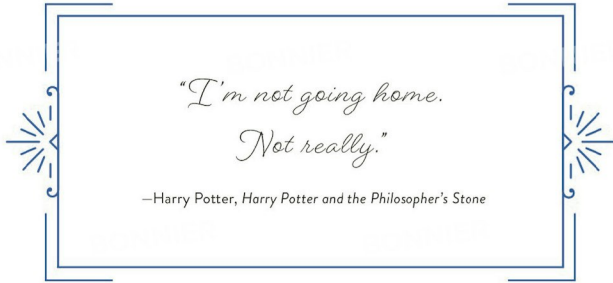 “I’m not going home.
Not really.”
—Harry Potter, Harry Potter and the Philosopher’s Stone